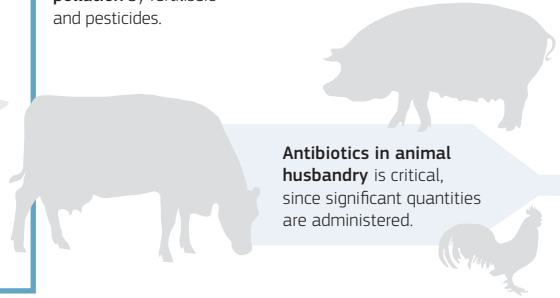 and pesticides.
Antibiotics in animal
husbandry is critical,
since significant quantities
are administered.